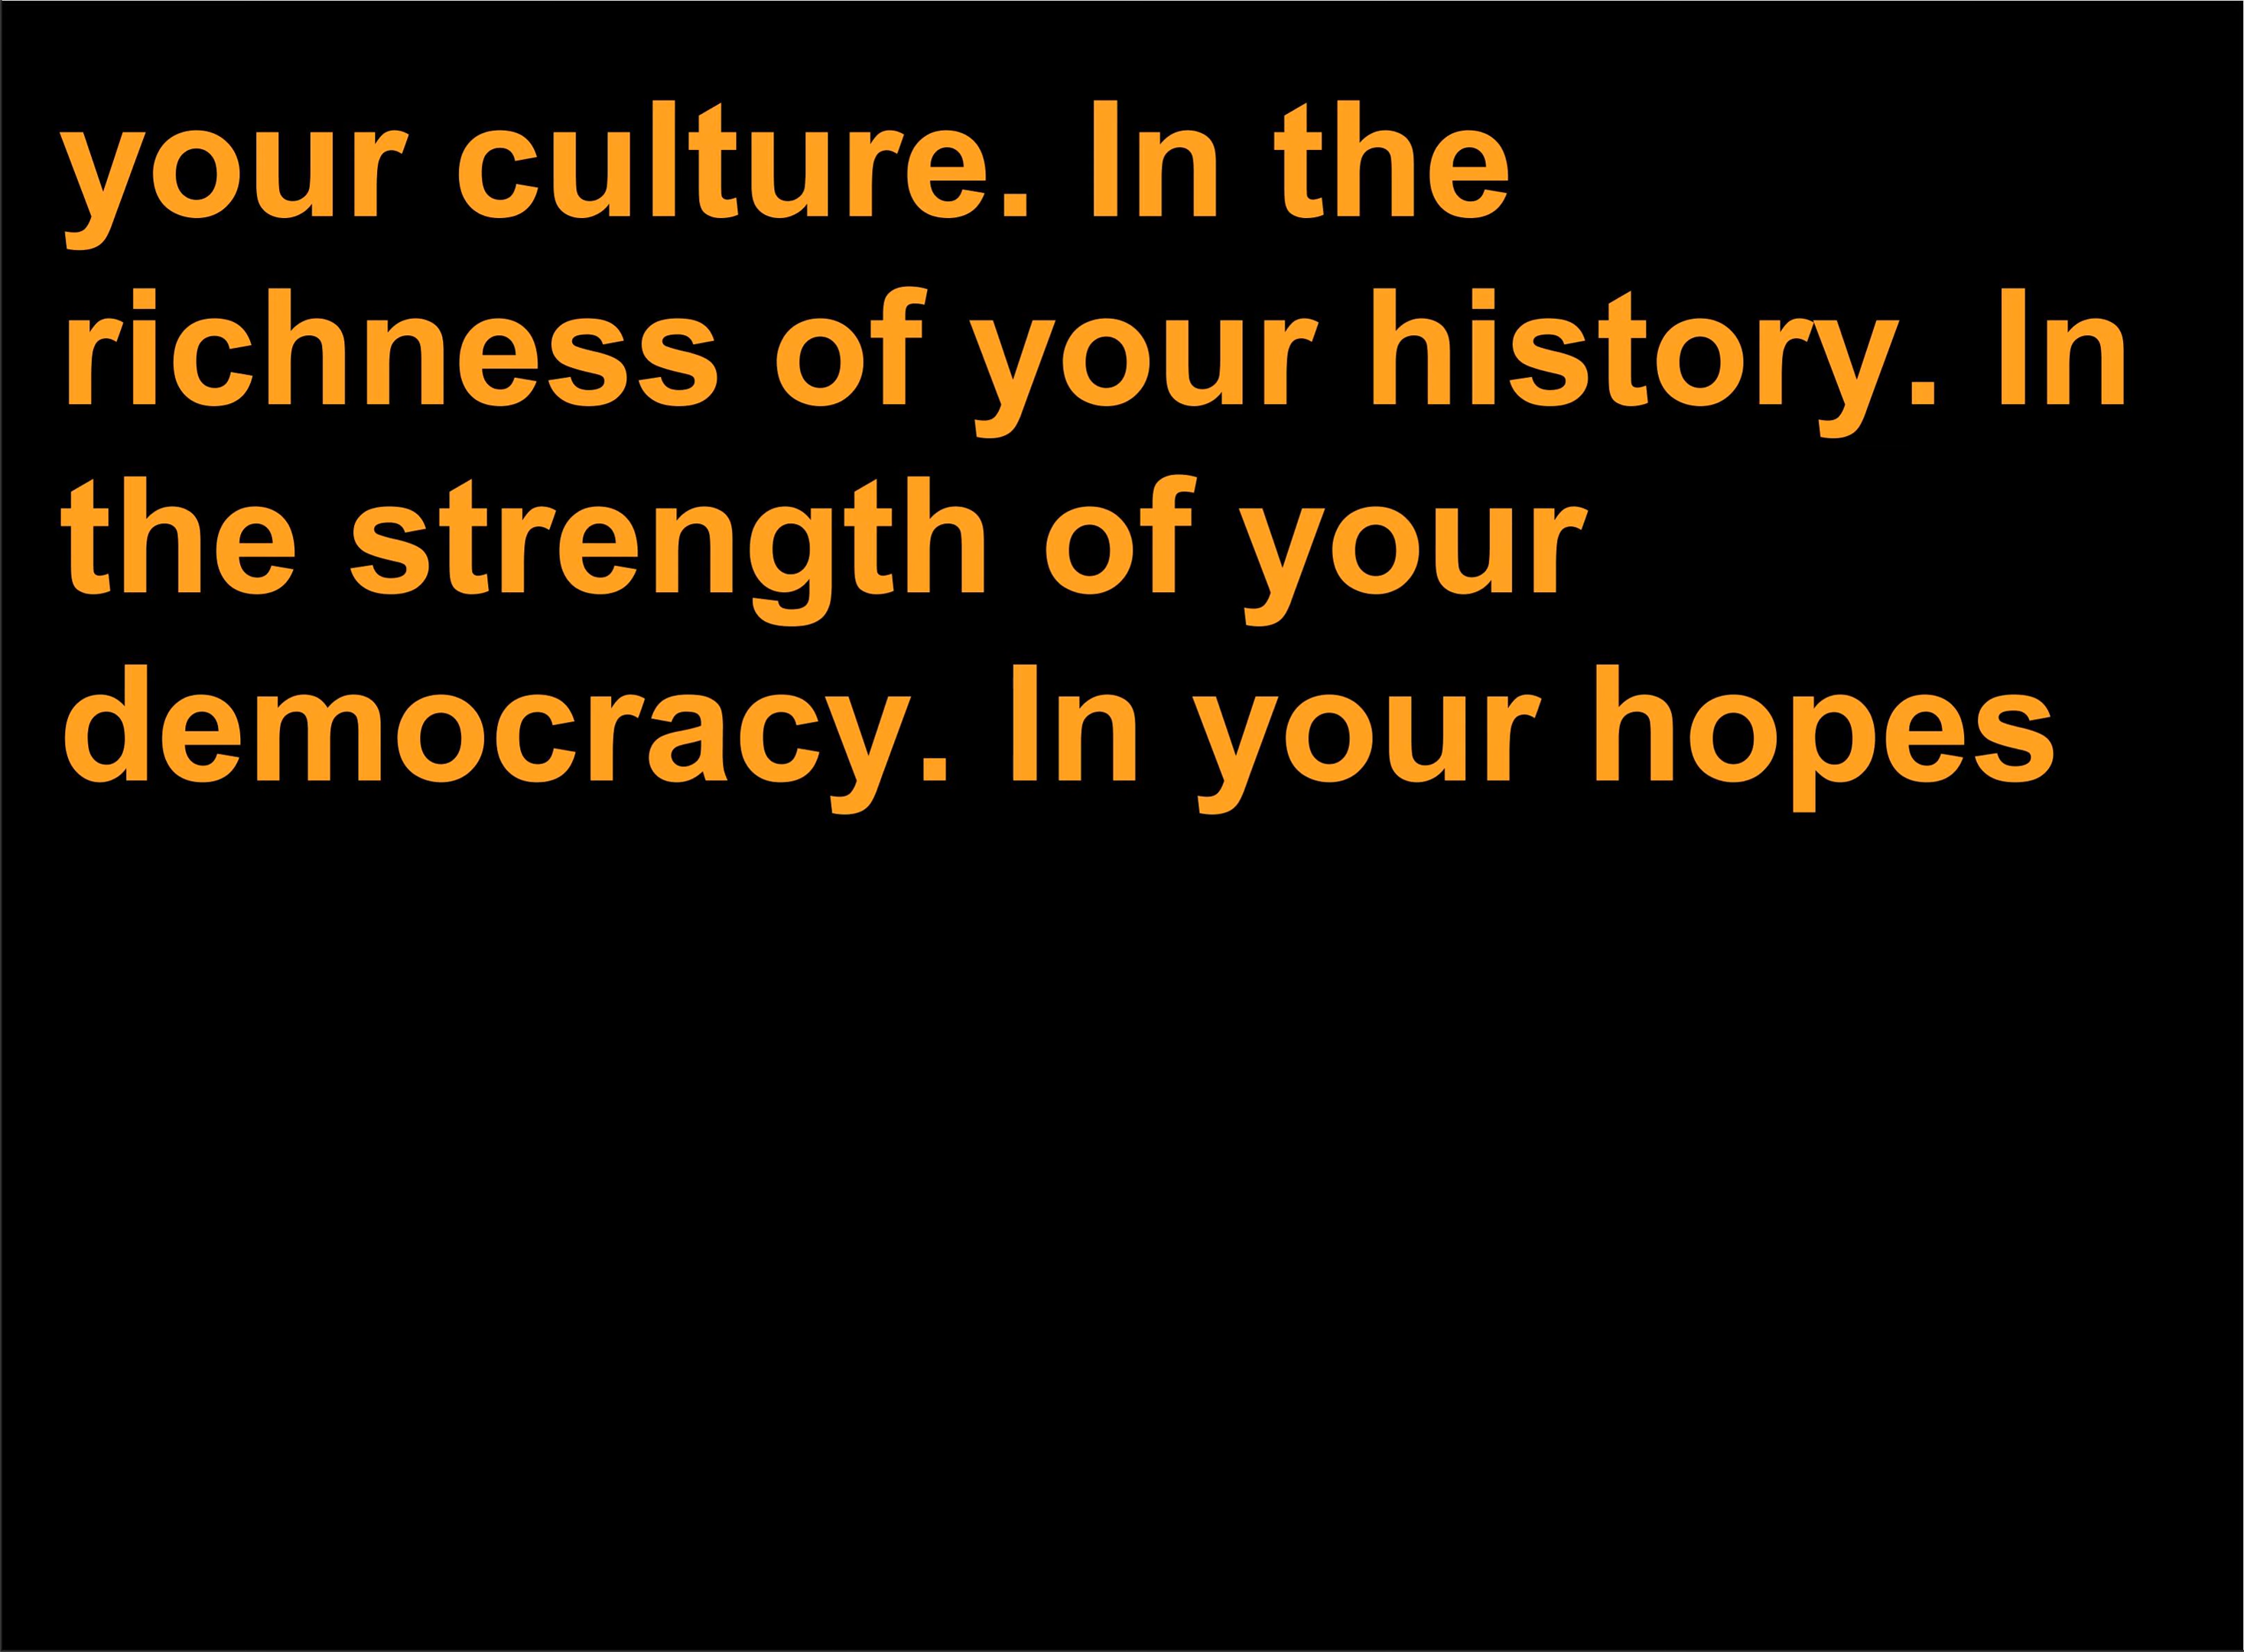 your culture. In the
richness of your history. In
the strength of your
democracy. In your hopes